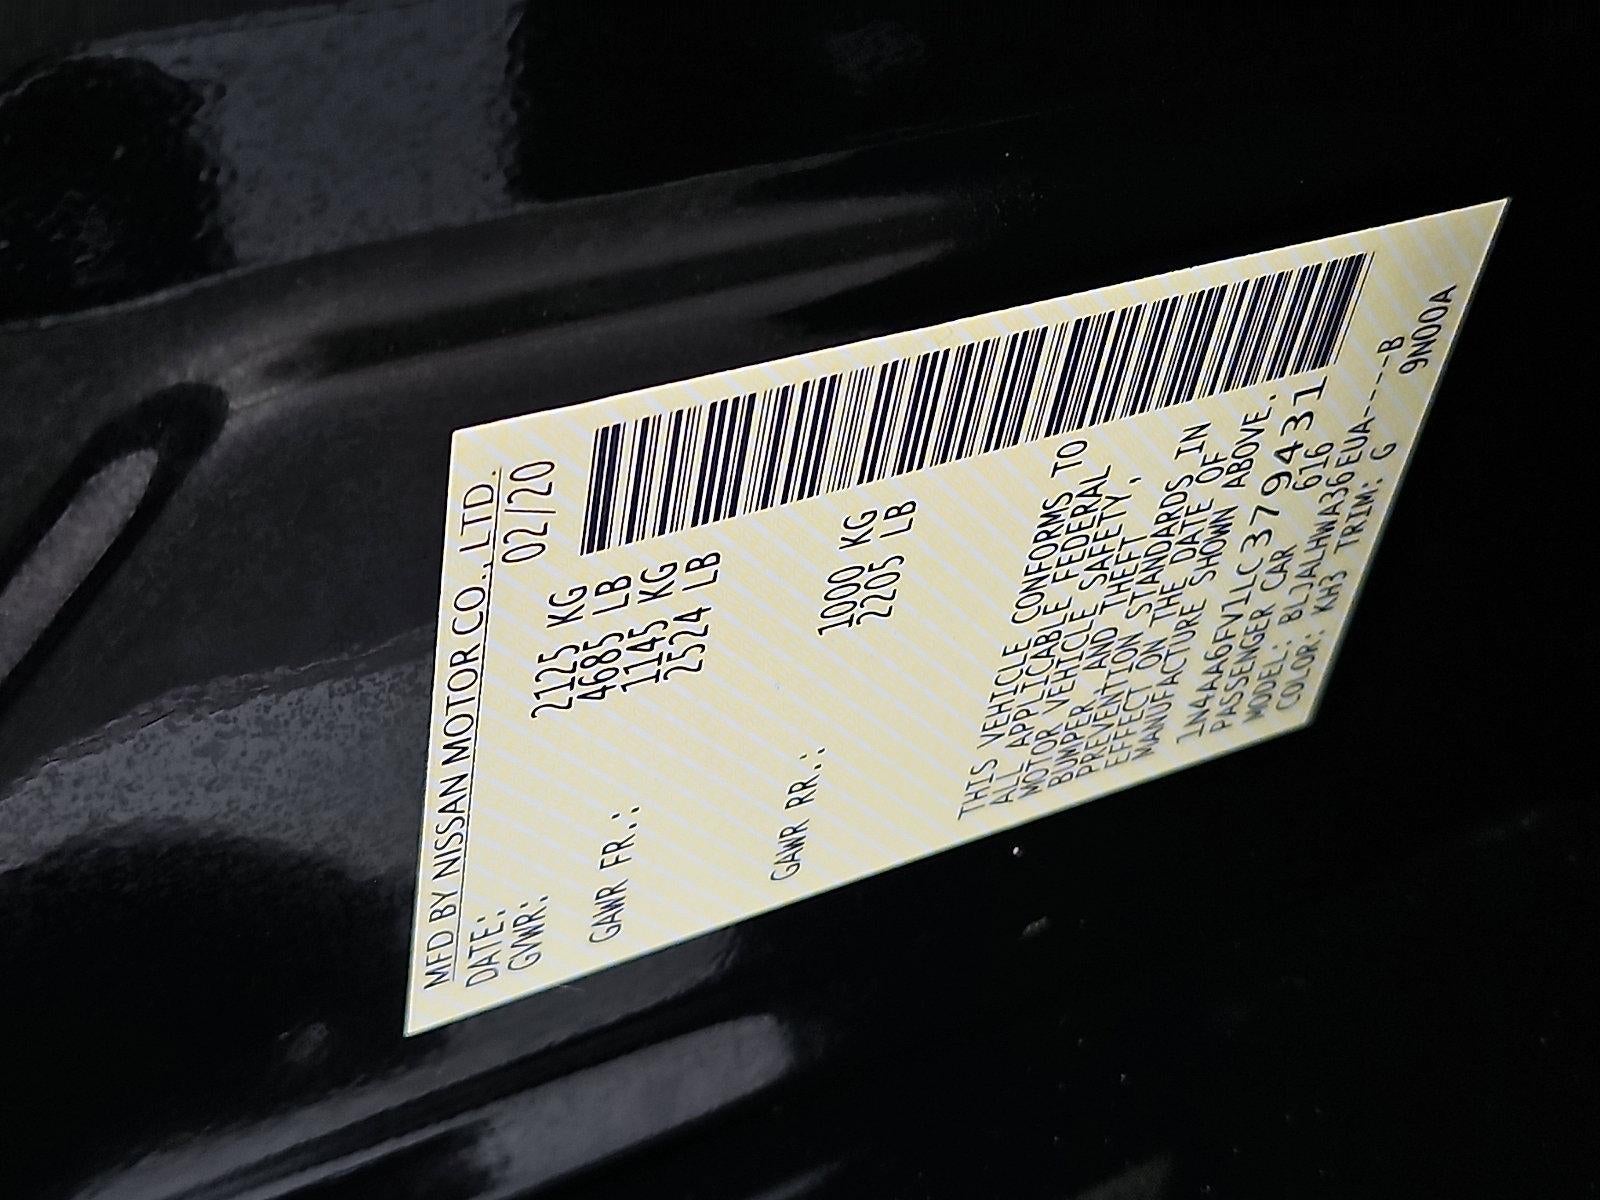 MFD BY NISSAN MOTOR CO., LTD.
DATE: 02/20
GVWR: 2125 KG
4685 LB
GAWR FR.: 1145 KG
2524 LB
GAWR RR.: 1000 KG
2205 LB
THIS VEHICLE CONFORMS TO
ALL APPLICABLE FEDERAL
MOTOR VEHICLE SAFETY,
BUMPER, AND THEFT
PREVENTION STANDARDS IN
EFFECT ON THE DATE OF
MANUFACTURE SHOWN ABOVE.
1N4AA6FV1LC379431
PASSENGER CAR 616
MODEL: BLJALHWA36EUA-----B
COLOR: KH3 TRIM: G 9N00A